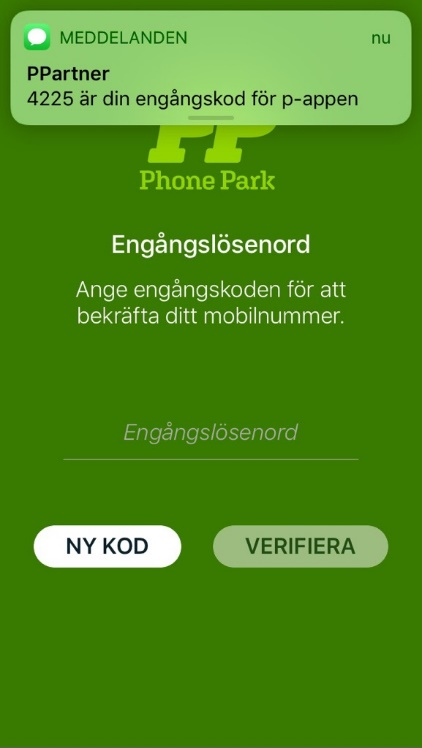 MEDDELANDEN nu
PPartner
4225 är din engångskod för p-appen
PP
Phone Park
Engångslösenord
Ange engångskoden för att
bekräfta ditt mobilnummer.
Engångslösenord
NY KOD VERIFIERA